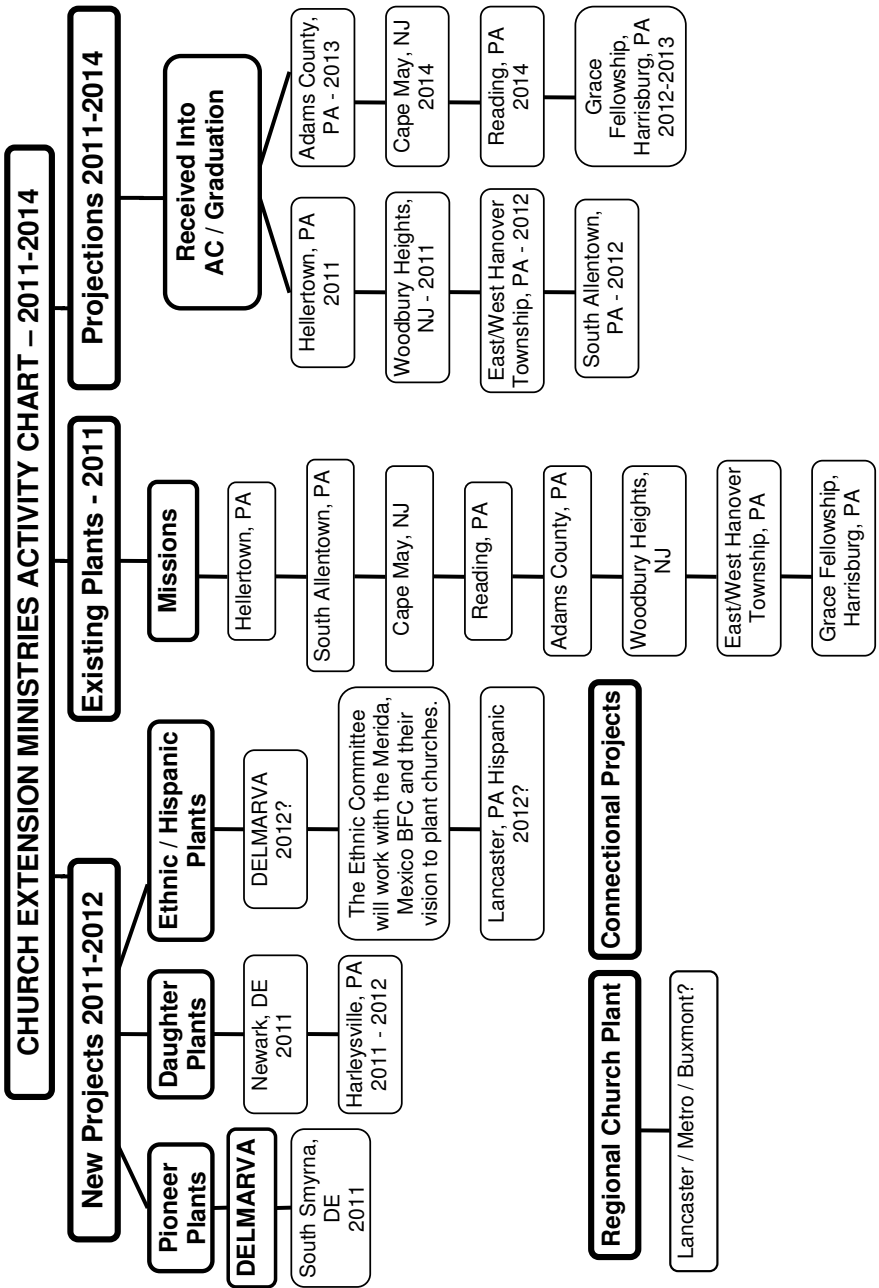 CHURCH EXTENSION MINISTRIES ACTIVITY CHART – 2011-2014
New Projects 2011-2012
Pioneer
Plants
DELMARVA
South Smyrna,
DE
2011
Daughter
Plants
Newark, DE
2011
Harleysville, PA
2011 - 2012
Ethnic / Hispanic
Plants
DELMARVA
2012?
The Ethnic Committee
will work with the Merida,
Mexico BFC and their
vision to plant churches.
Lancaster, PA Hispanic
2012?
Existing Plants - 2011
Missions
Hellertown, PA
South Allentown, PA
Cape May, NJ
Reading, PA
Adams County, PA
Woodbury Heights,
NJ
East/West Hanover
Township, PA
Grace Fellowship,
Harrisburg, PA
Projections 2011-2014
Received Into
AC / Graduation
Hellertown, PA
2011
Woodbury Heights,
NJ - 2011
East/West Hanover
Township, PA - 2012
South Allentown,
PA - 2012
Adams County,
PA - 2013
Cape May, NJ
2014
Reading, PA
2014
Grace
Fellowship,
Harrisburg, PA
2012-2013
Regional Church Plant
Lancaster / Metro / Buxmont?
Connectional Projects